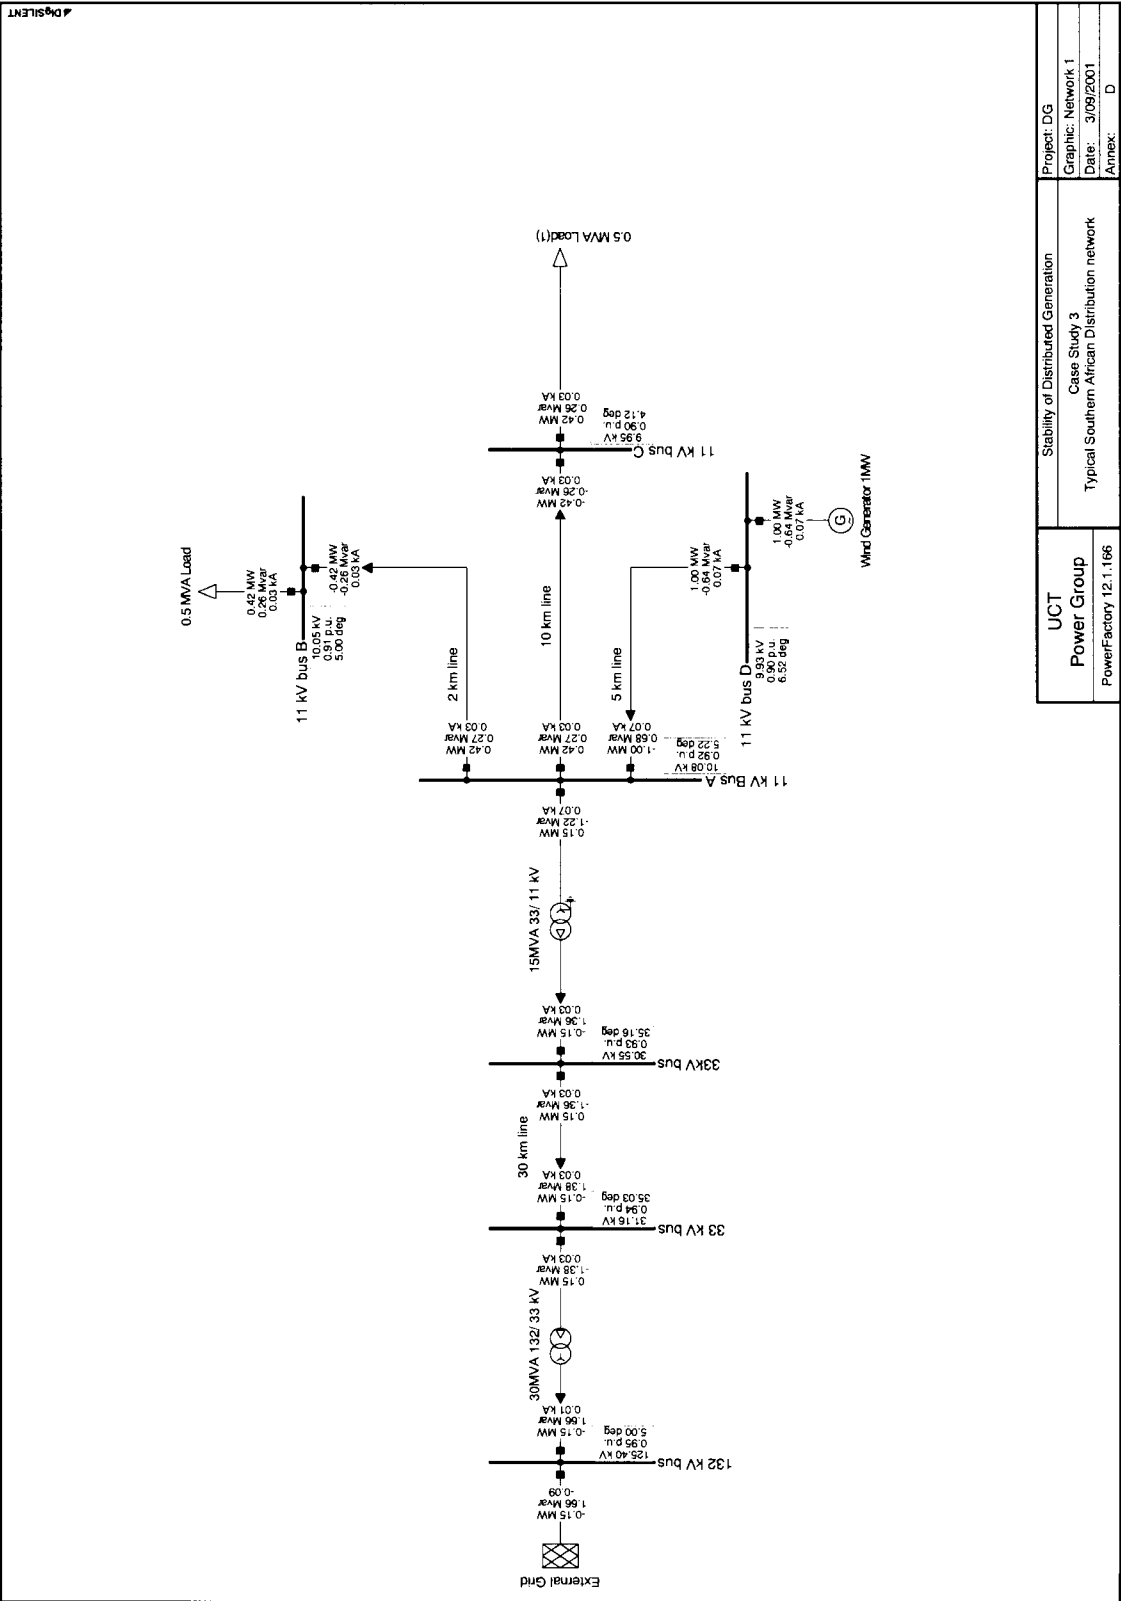 DIgSILENT
0.5 MVA Load
0.42 MW
0.26 Mvar
0.03 kA
11 kV bus B
10.05 kV
0.91 p.u.
5.00 deg
-0.42 MW
-0.26 Mvar
0.03 kA
2 km line
0.42 MW
0.27 Mvar
0.03 kA
0.5 MVA Load(1)
0.42 MW
0.26 Mvar
0.03 kA
9.95 kV
0.90 p.u.
4.12 deg
11 kV bus C
-0.42 MW
-0.26 Mvar
0.03 kA
10 km line
0.42 MW
0.27 Mvar
0.03 kA
5 km line
-1.00 MW
0.68 Mvar
0.07 kA
10.08 kV
0.92 p.u.
5.22 deg
11 kV Bus A
1.00 MW
-0.64 Mvar
0.07 kA
11 kV bus D
9.93 kV
0.90 p.u.
6.52 deg
1.00 MW
-0.64 Mvar
0.07 kA
G
Wind Generator 1MW
0.15 MW
-1.22 Mvar
0.07 kA
15MVA 33/ 11 kV
-0.15 MW
1.36 Mvar
0.03 kA
30.55 kV
0.93 p.u.
35.16 deg
33kV bus
0.15 MW
-1.36 Mvar
0.03 kA
30 km line
-0.15 MW
1.38 Mvar
0.03 kA
31.16 kV
0.94 p.u.
35.03 deg
33 kV bus
0.15 MW
-1.38 Mvar
0.03 kA
30MVA 132/ 33 kV
-0.15 MW
1.66 Mvar
0.01 kA
125.40 kV
0.95 p.u.
5.00 deg
132 kV bus
-0.15 MW
1.66 Mvar
-0.09
External Grid
UCT
Power Group
PowerFactory 12.1.166
Stability of Distributed Generation
Case Study 3
Typical Southern African Distribution network
Project: DG
Graphic: Network 1
Date: 3/09/2001
Annex: D